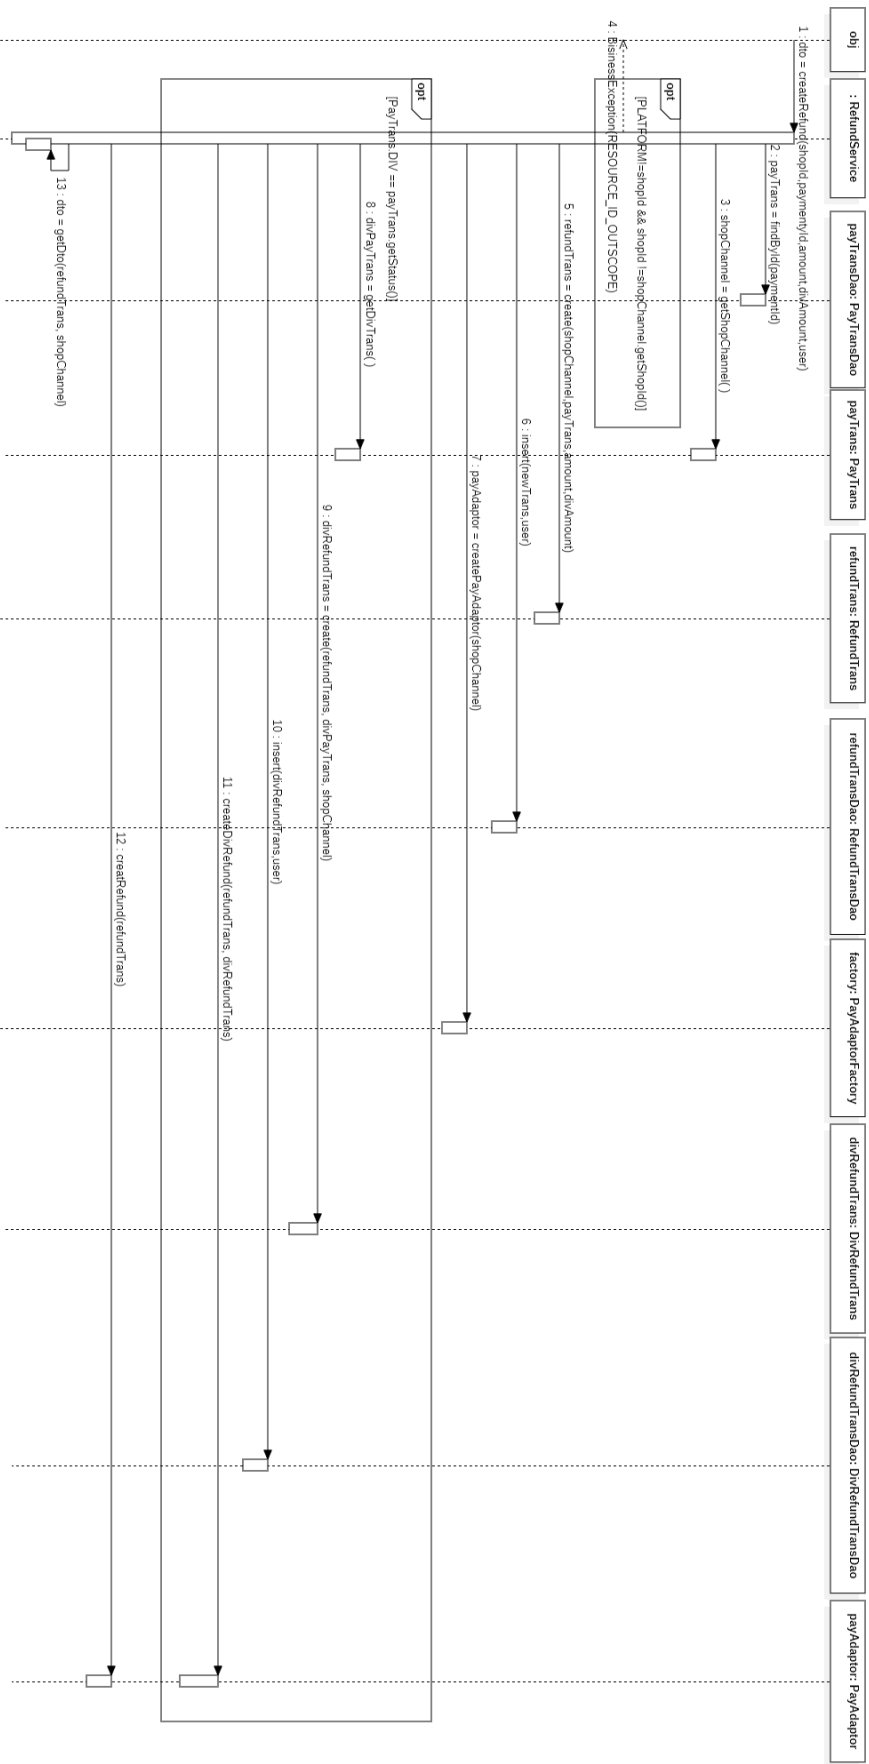 obj
: RefundService
payTransDao: PayTransDao
payTrans: PayTrans
refundTrans: RefundTrans
refundTransDao: RefundTransDao
factory: PayAdaptorFactory
divRefundTrans: DivRefundTrans
divRefundTransDao: DivRefundTransDao
payAdaptor: PayAdaptor
1 : dto = createRefund(shopId,paymentyId,amount,divAmount,user)
2 : payTrans = findById(paymentId)
3 : shopChannel = getShopChannel( )
opt
[PLATFORM!=shopId && shopId !=shopChannel.getShopId()]
4 : BisinessException(RESOURCE_ID_OUTSCOPE)
5 : refundTrans = create(shopChannel,payTrans,amount,divAmount)
6 : insert(newTrans,user)
7 : payAdaptor = createPayAdaptor(shopChannel)
opt
[PayTrans.DIV == payTrans.getStatus()]
8 : divPayTrans = getDivTrans( )
9 : divRefundTrans = create(refundTrans, divPayTrans, shopChannel)
10 : insert(divRefundTrans,user)
11 : createDivRefund(refundTrans, divRefundTrans)
12 : creatRefund(refundTrans)
13 : dto = getDto(refundTrans, shopChannel)